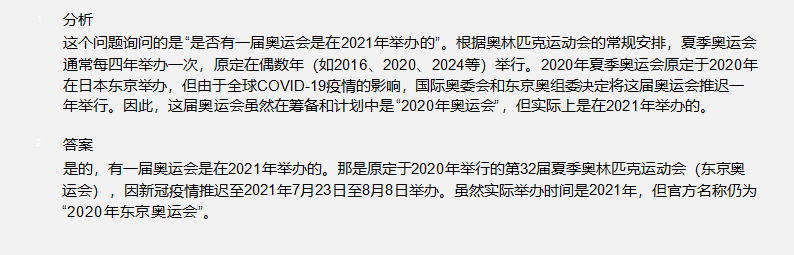 1 分析
这个问题询问的是“是否有一届奥运会是在2021年举办的”。根据奥林匹克运动会的常规安排，夏季奥运会
通常每四年举办一次，原定在偶数年（如2016、2020、2024等）举行。2020年夏季奥运会原定于2020年
在日本东京举办，但由于全球COVID-19疫情的影响，国际奥委会和东京奥组委决定将这届奥运会推迟一
年举行。因此，这届奥运会虽然在筹备和计划中是“2020年奥运会”，但实际上是在2021年举办的。
2 答案
是的，有一届奥运会是在2021年举办的。那是原定于2020年举行的第32届夏季奥林匹克运动会（东京奥
运会），因新冠疫情推迟至2021年7月23日至8月8日举办。虽然实际举办时间是2021年，但官方名称仍为
“2020年东京奥运会”。